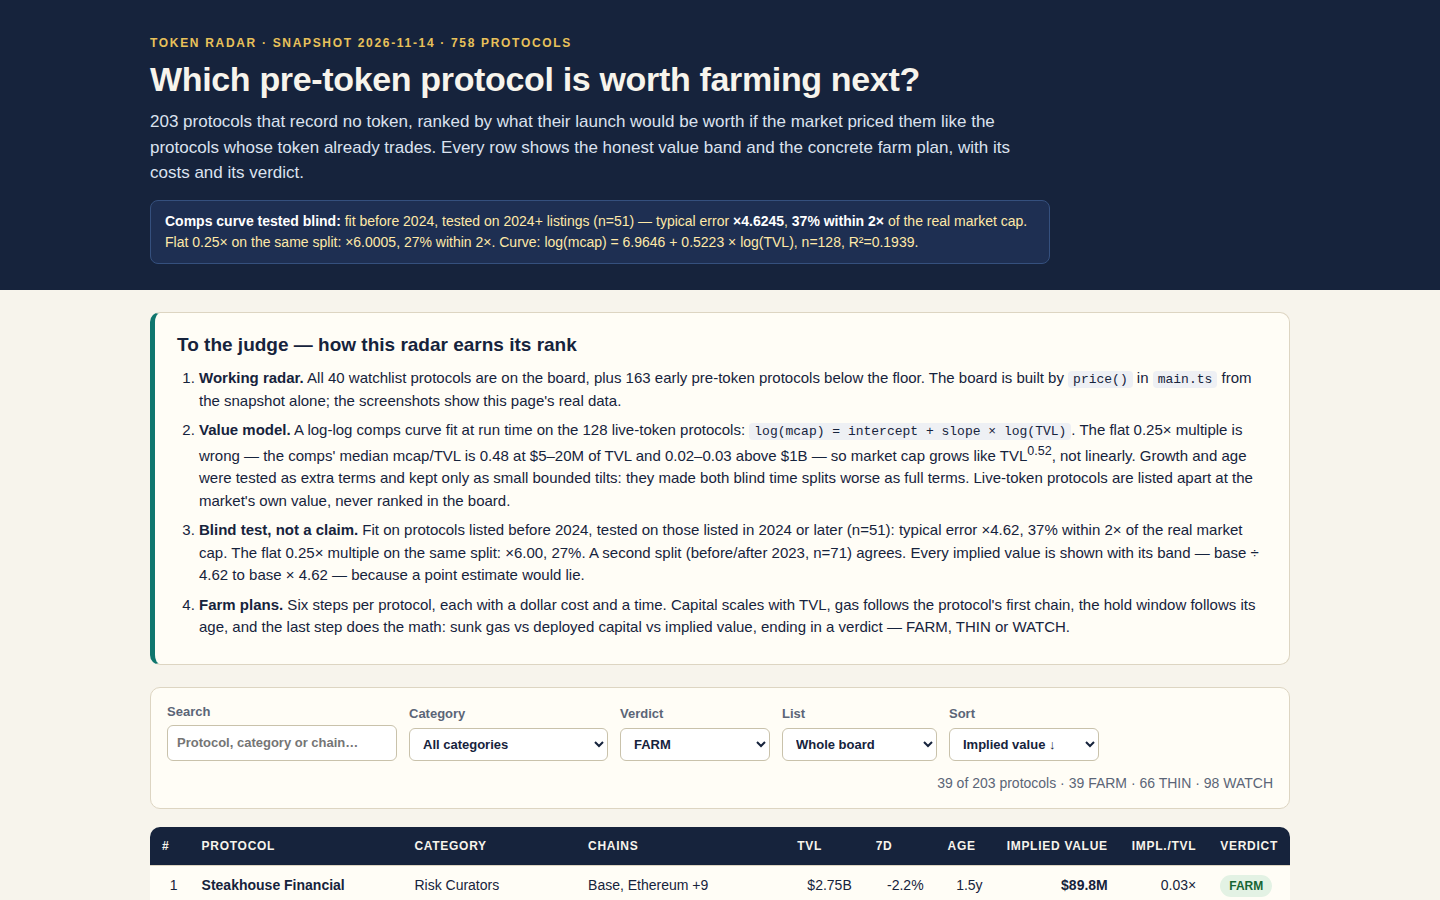 TOKEN RADAR · SNAPSHOT 2026-11-14 · 758 PROTOCOLS
Which pre-token protocol is worth farming next?
203 protocols that record no token, ranked by what their launch would be worth if the market priced them like the
protocols whose token already trades. Every row shows the honest value band and the concrete farm plan, with its
costs and its verdict.
Comps curve tested blind: fit before 2024, tested on 2024+ listings (n=51) — typical error ×4.6245, 37% within 2× of the real market cap.
Flat 0.25× on the same split: ×6.0005, 27% within 2×. Curve: log(mcap) = 6.9646 + 0.5223 × log(TVL), n=128, R²=0.1939.
To the judge — how this radar earns its rank
1. Working radar. All 40 watchlist protocols are on the board, plus 163 early pre-token protocols below the floor. The board is built by price() in main.ts from
the snapshot alone; the screenshots show this page's real data.
2. Value model. A log-log comps curve fit at run time on the 128 live-token protocols: log(mcap) = intercept + slope × log(TVL). The flat 0.25× multiple is
wrong — the comps' median mcap/TVL is 0.48 at $5–20M of TVL and 0.02–0.03 above $1B — so market cap grows like TVL^0.52, not linearly. Growth and age
were tested as extra terms and kept only as small bounded tilts: they made both blind time splits worse as full terms. Live-token protocols are listed apart at the
market's own value, never ranked in the board.
3. Blind test, not a claim. Fit on protocols listed before 2024, tested on those listed in 2024 or later (n=51): typical error ×4.62, 37% within 2× of the real market
cap. The flat 0.25× multiple on the same split: ×6.00, 27%. A second split (before/after 2023, n=71) agrees. Every implied value is shown with its band — base ÷
4.62 to base × 4.62 — because a point estimate would lie.
4. Farm plans. Six steps per protocol, each with a dollar cost and a time. Capital scales with TVL, gas follows the protocol's first chain, the hold window follows its
age, and the last step does the math: sunk gas vs deployed capital vs implied value, ending in a verdict — FARM, THIN or WATCH.
Search Category Verdict List Sort
Protocol, category or chain… All categories FARM Whole board Implied value ↓
39 of 203 protocols · 39 FARM · 66 THIN · 98 WATCH
# PROTOCOL CATEGORY CHAINS TVL 7D AGE IMPLIED VALUE IMPL./TVL VERDICT
1 Steakhouse Financial Risk Curators Base, Ethereum +9 $2.75B -2.2% 1.5y $89.8M 0.03× FARM